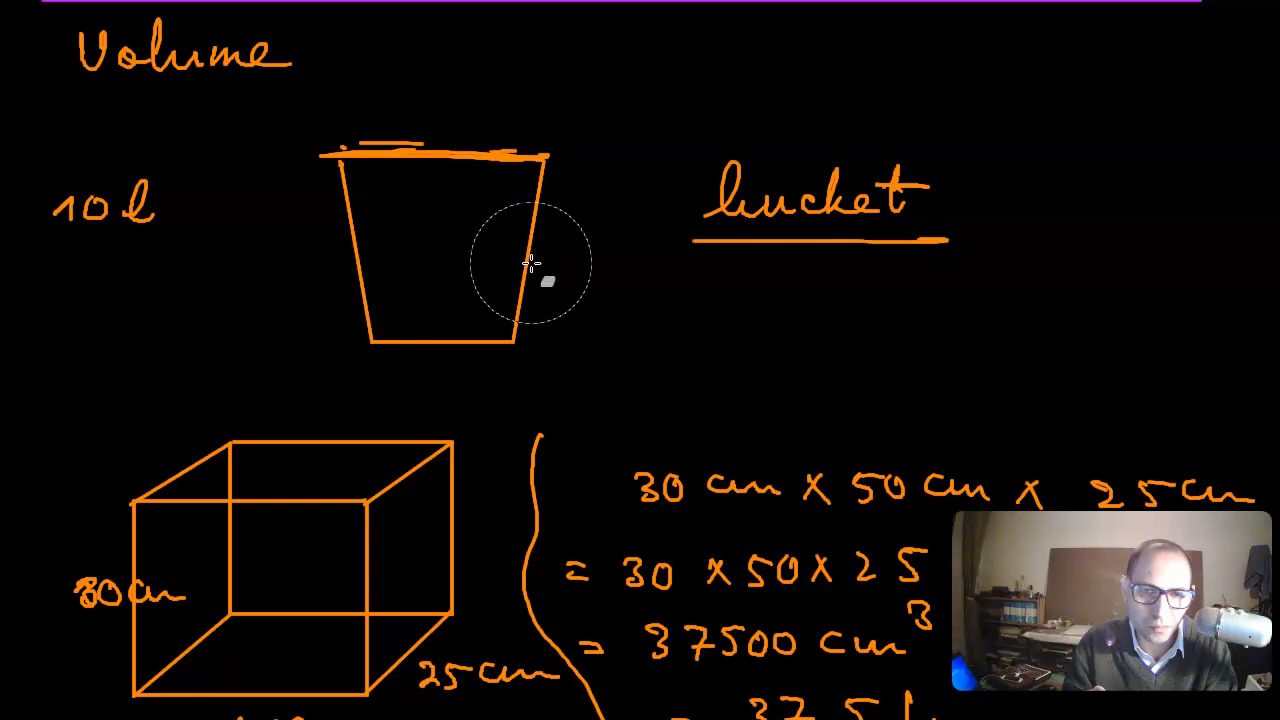 Volume
10 l
bucket
30 cm x 50 cm x 25 cm
= 30 x 50 x 25
= 37500 cm³
30 cm
25 cm